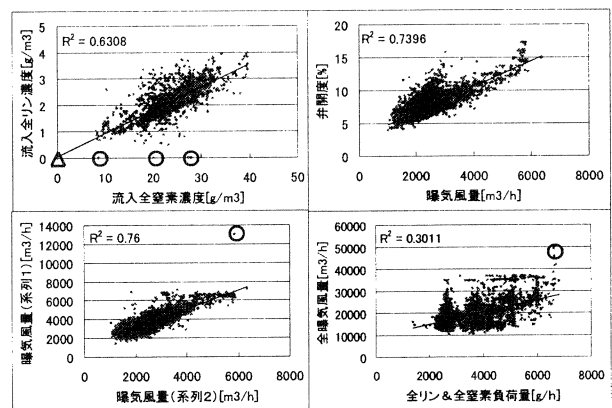 R² = 0.6308
流入全リン濃度[g/m3]
5
4
3
2
1
0
0 10 20 30 40 50
流入全窒素濃度[g/m3]
R² = 0.7396
弁開度[%]
20
15
10
5
0
0 2000 4000 6000 8000
曝気風量[m3/h]
R² = 0.76
曝気風量(系列1)[m3/h]
14000
12000
10000
8000
6000
4000
2000
0
0 2000 4000 6000 8000
曝気風量(系列2)[m3/h]
R² = 0.3011
全曝気風量[m3/h]
60000
50000
40000
30000
20000
10000
0
0 2000 4000 6000 8000
全リン&全窒素負荷量[g/h]